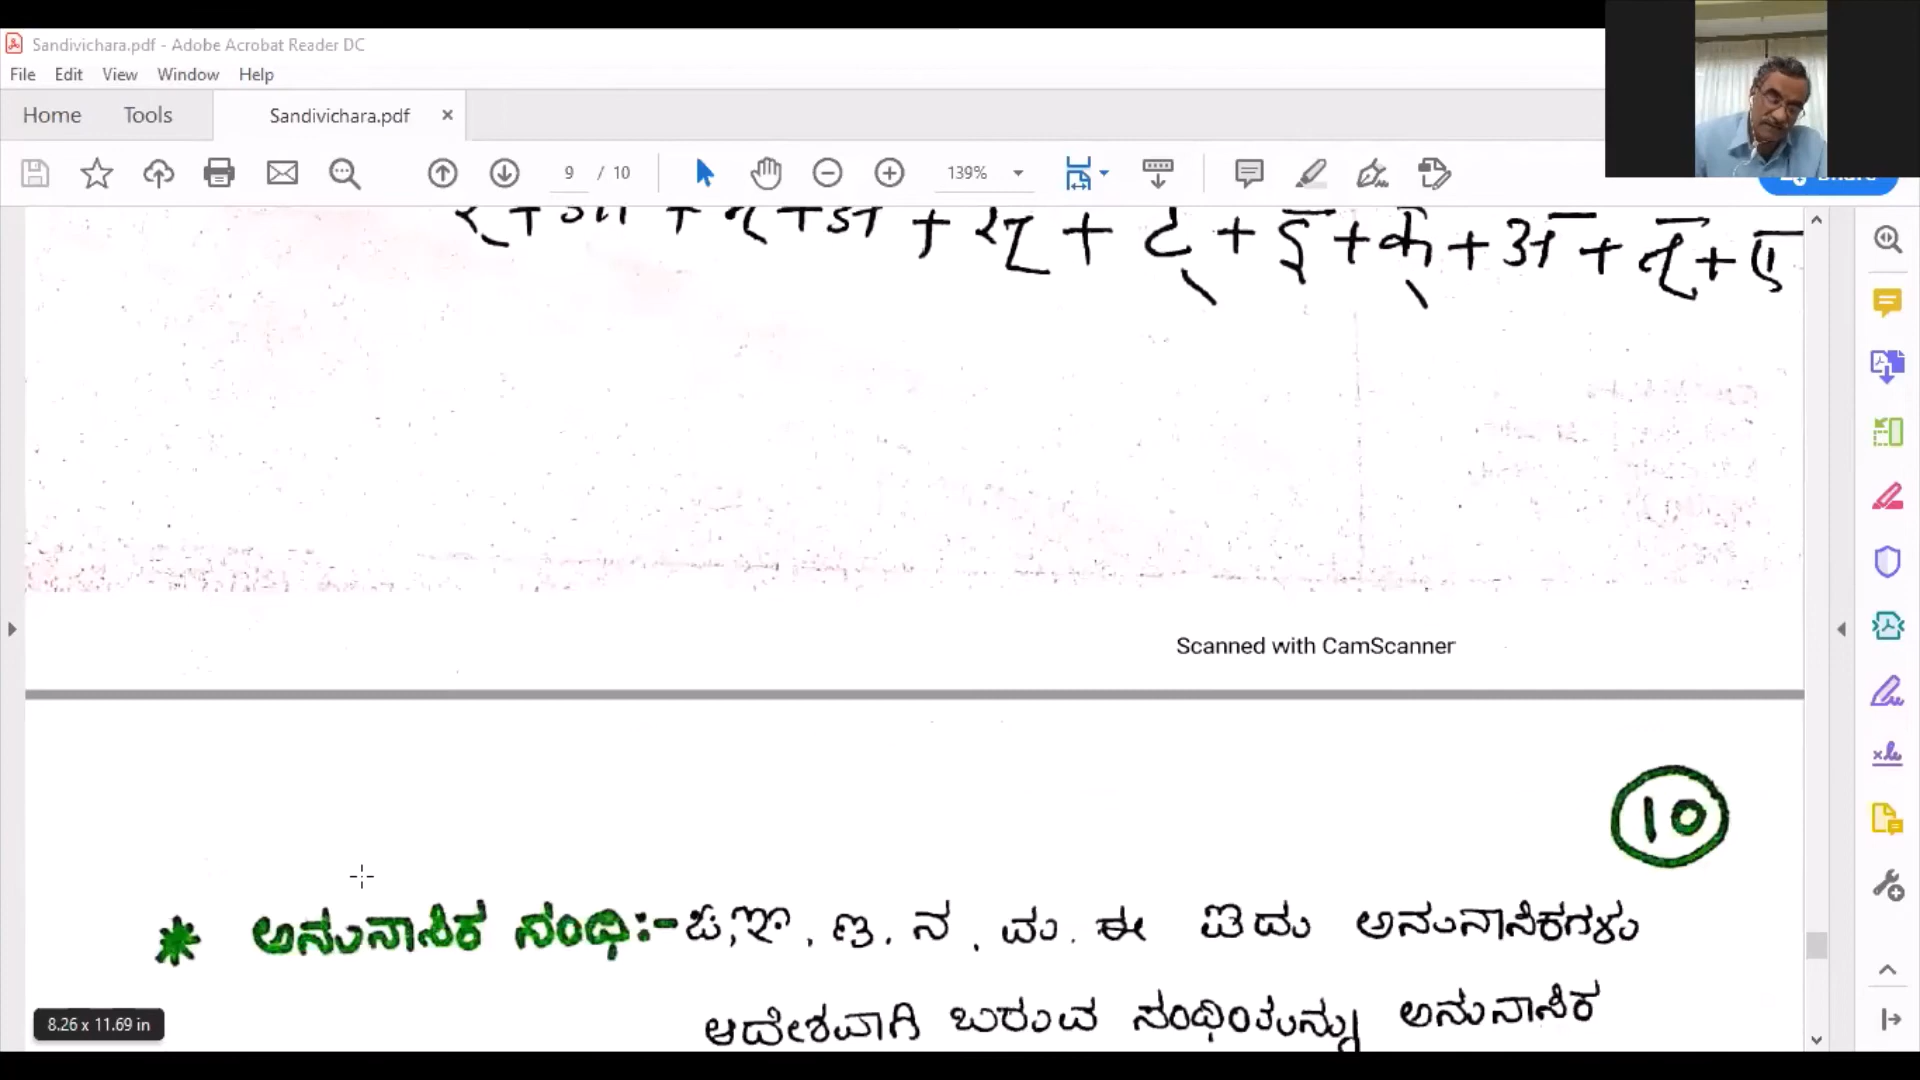 Sandivichara.pdf - Adobe Acrobat Reader DC
File Edit View Window Help
Home Tools Sandivichara.pdf ×
9 / 10 139%
+ + + + + ट् + इ + क् + अ + न् + ए
Scanned with CamScanner
10
* ಅನುನಾಸಿಕ ಸಂಧಿ:- ಙ, ಞ, ಣ, ನ, ಮ. ಈ ಐದು ಅನುನಾಸಿಕಗಳು
ಆದೇಶವಾಗಿ ಬರುವ ಸಂಧಿಯನ್ನು ಅನುನಾಸಿಕ
8.26 x 11.69 in